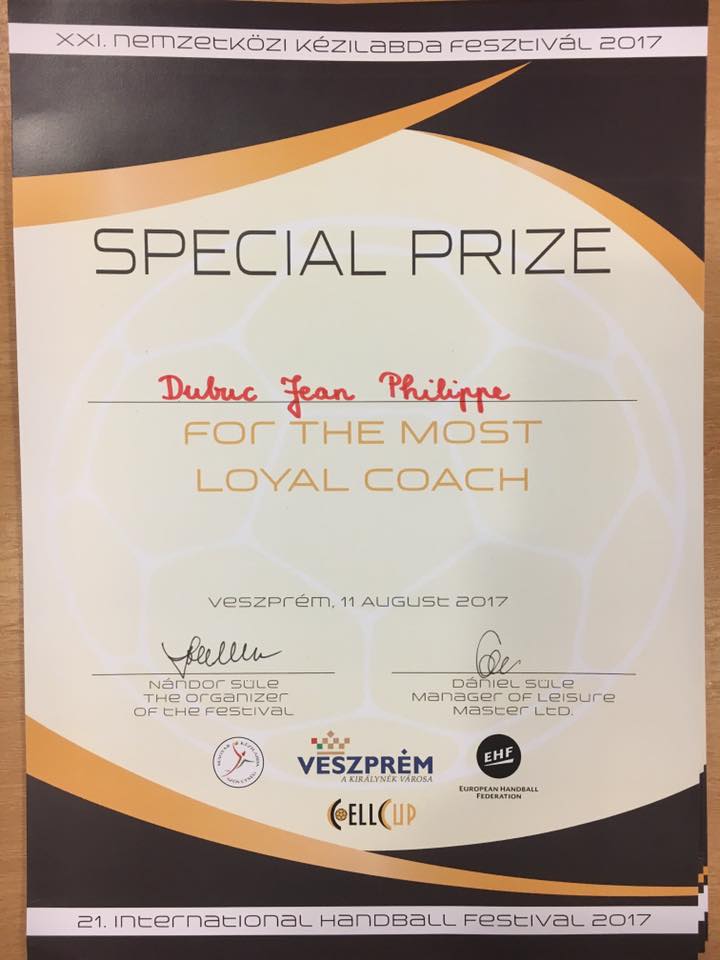 XXI. Nemzetközi Kézilabda Fesztivál 2017
SPECIAL PRIZE
Dubuc Jean Philippe
FOR THE MOST
LOYAL COACH
Veszprém, 11 August 2017
Nándor Süle
The Organizer
of the Festival
Dániel Süle
Manager of Leisure
Master Ltd.
VESZPRÉM
A KIRÁLYNÉK VÁROSA
EHF
EUROPEAN HANDBALL
FEDERATION
CELL CUP
21. International Handball Festival 2017